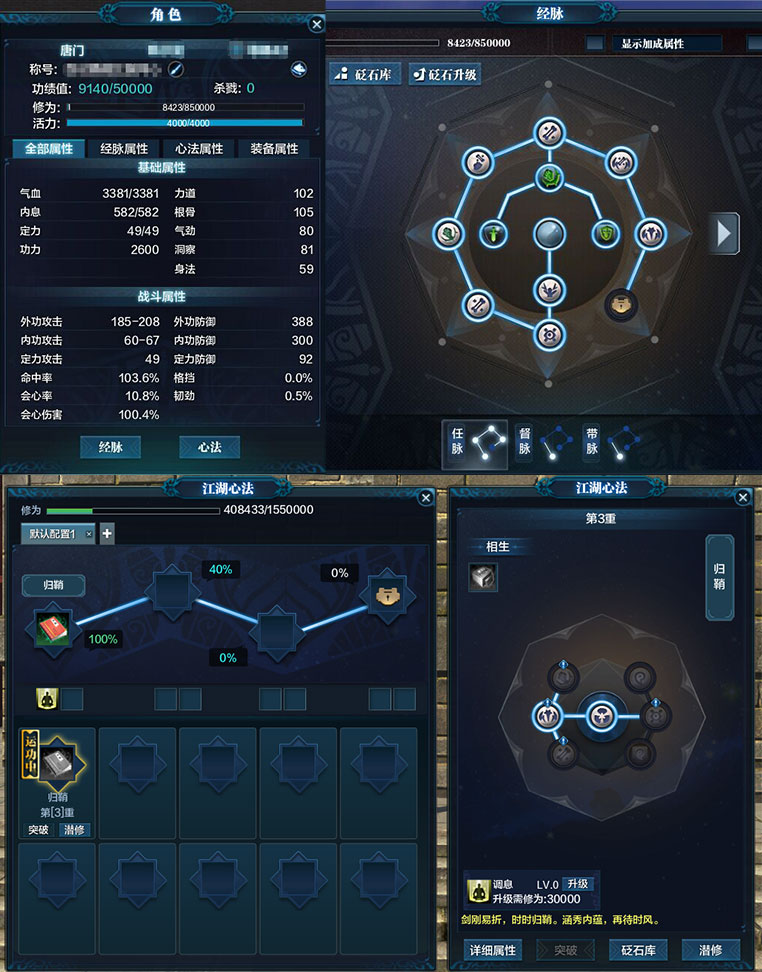 角色
唐门
称号:
功绩值: 9140/50000 杀戮: 0
修为: 8423/850000
活力: 4000/4000
全部属性 经脉属性 心法属性 装备属性
基础属性
气血 3381/3381 力道 102
内息 582/582 根骨 105
定力 49/49 气劲 80
功力 2600 洞察 81
身法 59
战斗属性
外功攻击 185-208 外功防御 388
内功攻击 60-67 内功防御 300
定力攻击 49 定力防御 92
命中率 103.6% 格挡 0.0%
会心率 10.8% 韧劲 0.5%
会心伤害 100.4%
经脉 心法
经脉
8423/850000 显示加成属性
砭石库 砭石升级
任脉 督脉 带脉
江湖心法
修为 408433/1550000
默认配置1 × +
归鞘
40%
0%
100%
0%
运功中
归鞘
第[3]重
突破 潜修
江湖心法
第3重
相生
归鞘
调息 LV.0 升级
升级需修为:30000
剑刚易折，时时归鞘。涵秀内蕴，再待时风。
详细属性 突破 砭石库 潜修